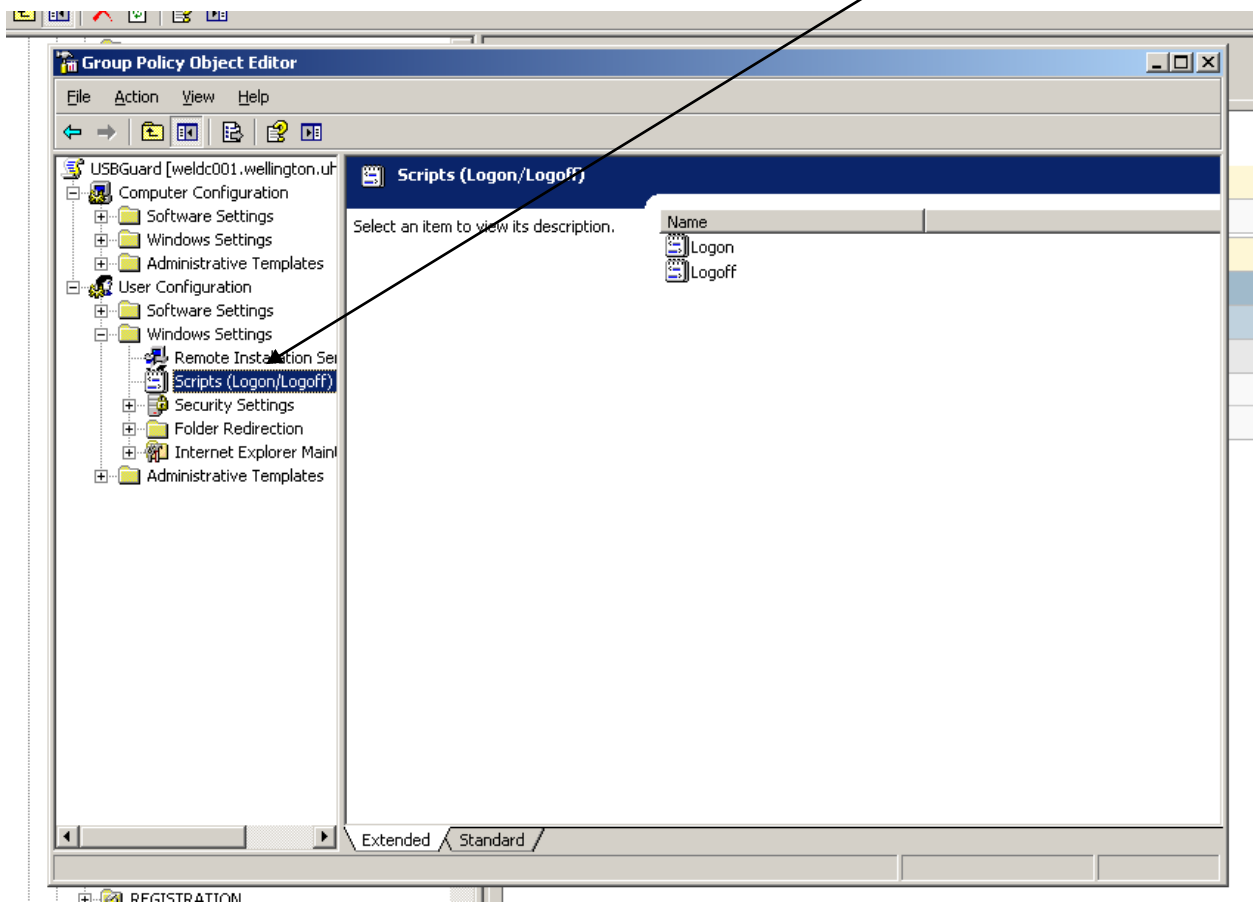 Group Policy Object Editor
File Action View Help
USBGuard [weldc001.wellington.uh
Computer Configuration
Software Settings
Windows Settings
Administrative Templates
User Configuration
Software Settings
Windows Settings
Remote Installation Ser
Scripts (Logon/Logoff)
Security Settings
Folder Redirection
Internet Explorer Maint
Administrative Templates
Scripts (Logon/Logoff)
Select an item to view its description.
Name
Logon
Logoff
Extended Standard
REGISTRATION